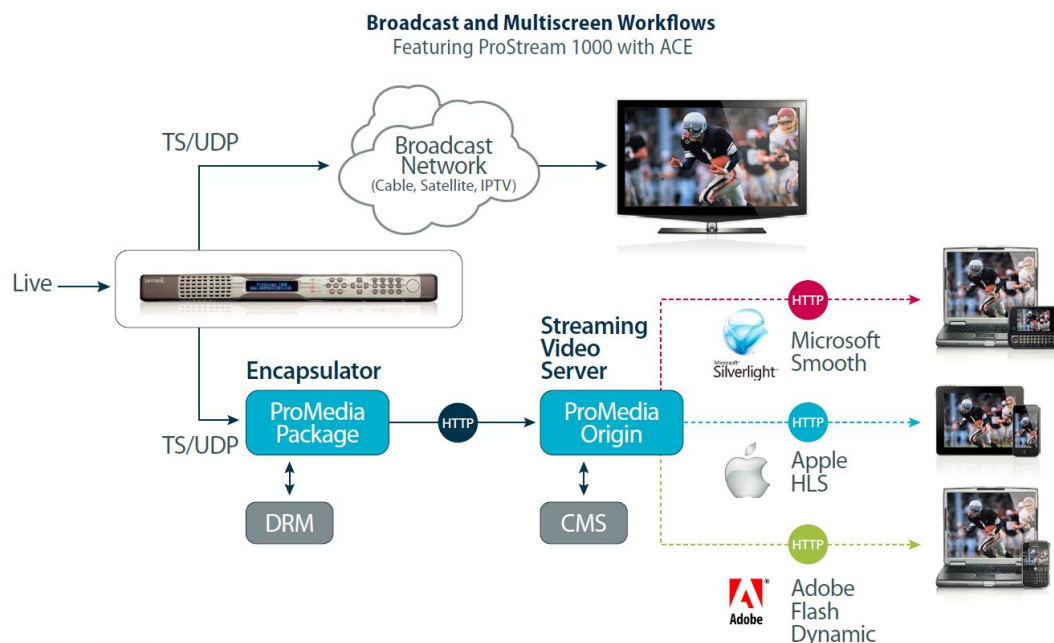 Broadcast and Multiscreen Workflows
Featuring ProStream 1000 with ACE
TS/UDP
Broadcast
Network
(Cable, Satellite, IPTV)
Live
TS/UDP
Encapsulator
ProMedia
Package
DRM
HTTP
Streaming
Video
Server
ProMedia
Origin
CMS
HTTP
Microsoft
Silverlight
Microsoft
Smooth
HTTP
Apple
HLS
HTTP
Adobe
Adobe
Flash
Dynamic